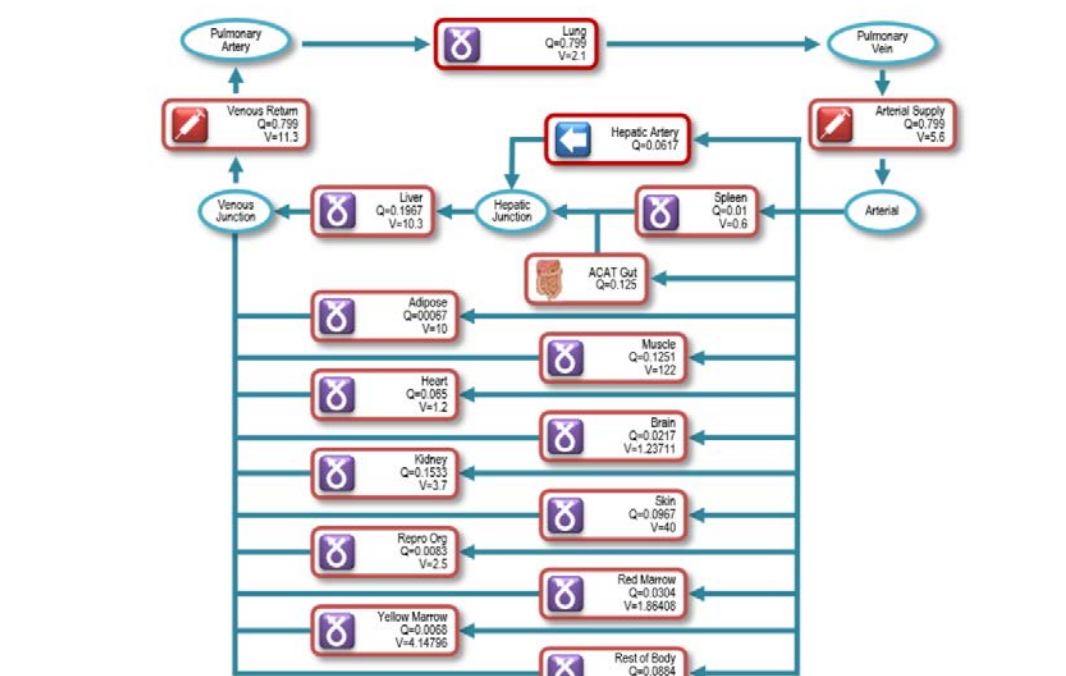 Pulmonary
Artery
Lung
Q=0.799
V=2.1
Pulmonary
Vein
Venous Return
Q=0.799
V=11.3
Hepatic Artery
Q=0.0617
Arterial Supply
Q=0.799
V=5.6
Venous
Junction
Liver
Q=0.1967
V=10.3
Hepatic
Junction
Spleen
Q=0.01
V=0.6
Arterial
ACAT Gut
Q=0.125
Adipose
Q=00067
V=10
Muscle
Q=0.1251
V=122
Heart
Q=0.065
V=1.2
Brain
Q=0.0217
V=1.23711
Kidney
Q=0.1533
V=3.7
Skin
Q=0.0967
V=40
Repro Org
Q=0.0083
V=2.5
Red Marrow
Q=0.0304
V=1.86408
Yellow Marrow
Q=0.0068
V=4.14796
Rest of Body
Q=0.0884